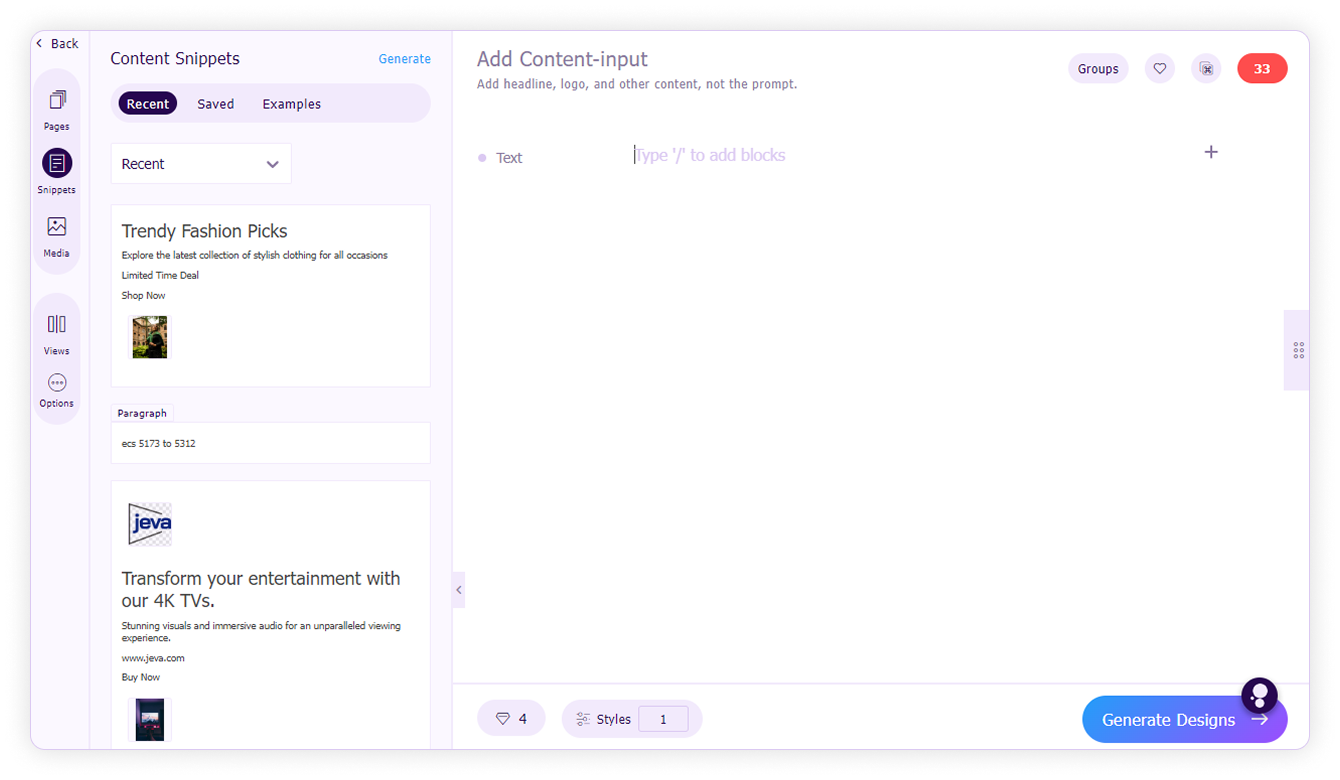 Back
Pages
Snippets
Media
Views
Options
Content Snippets
Generate
Recent
Saved
Examples
Recent
Trendy Fashion Picks
Explore the latest collection of stylish clothing for all occasions
Limited Time Deal
Shop Now
Paragraph
ecs 5173 to 5312
jeva
Transform your entertainment with
our 4K TVs.
Stunning visuals and immersive audio for an unparalleled viewing
experience.
www.jeva.com
Buy Now
Add Content-input
Add headline, logo, and other content, not the prompt.
Groups
33
Text
Type '/' to add blocks
4
Styles
1
Generate Designs